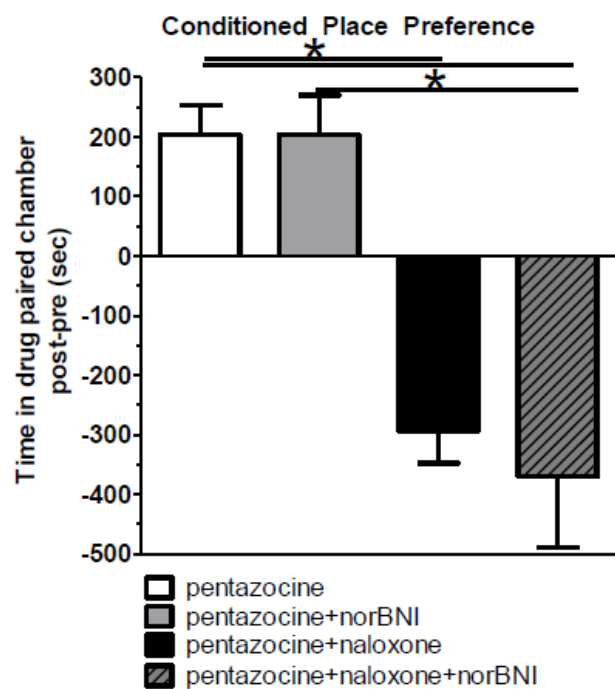 Conditioned Place Preference
*
*
300
200
100
0
-100
-200
-300
-400
-500
Time in drug paired chamber
post-pre (sec)
pentazocine
pentazocine+norBNI
pentazocine+naloxone
pentazocine+naloxone+norBNI